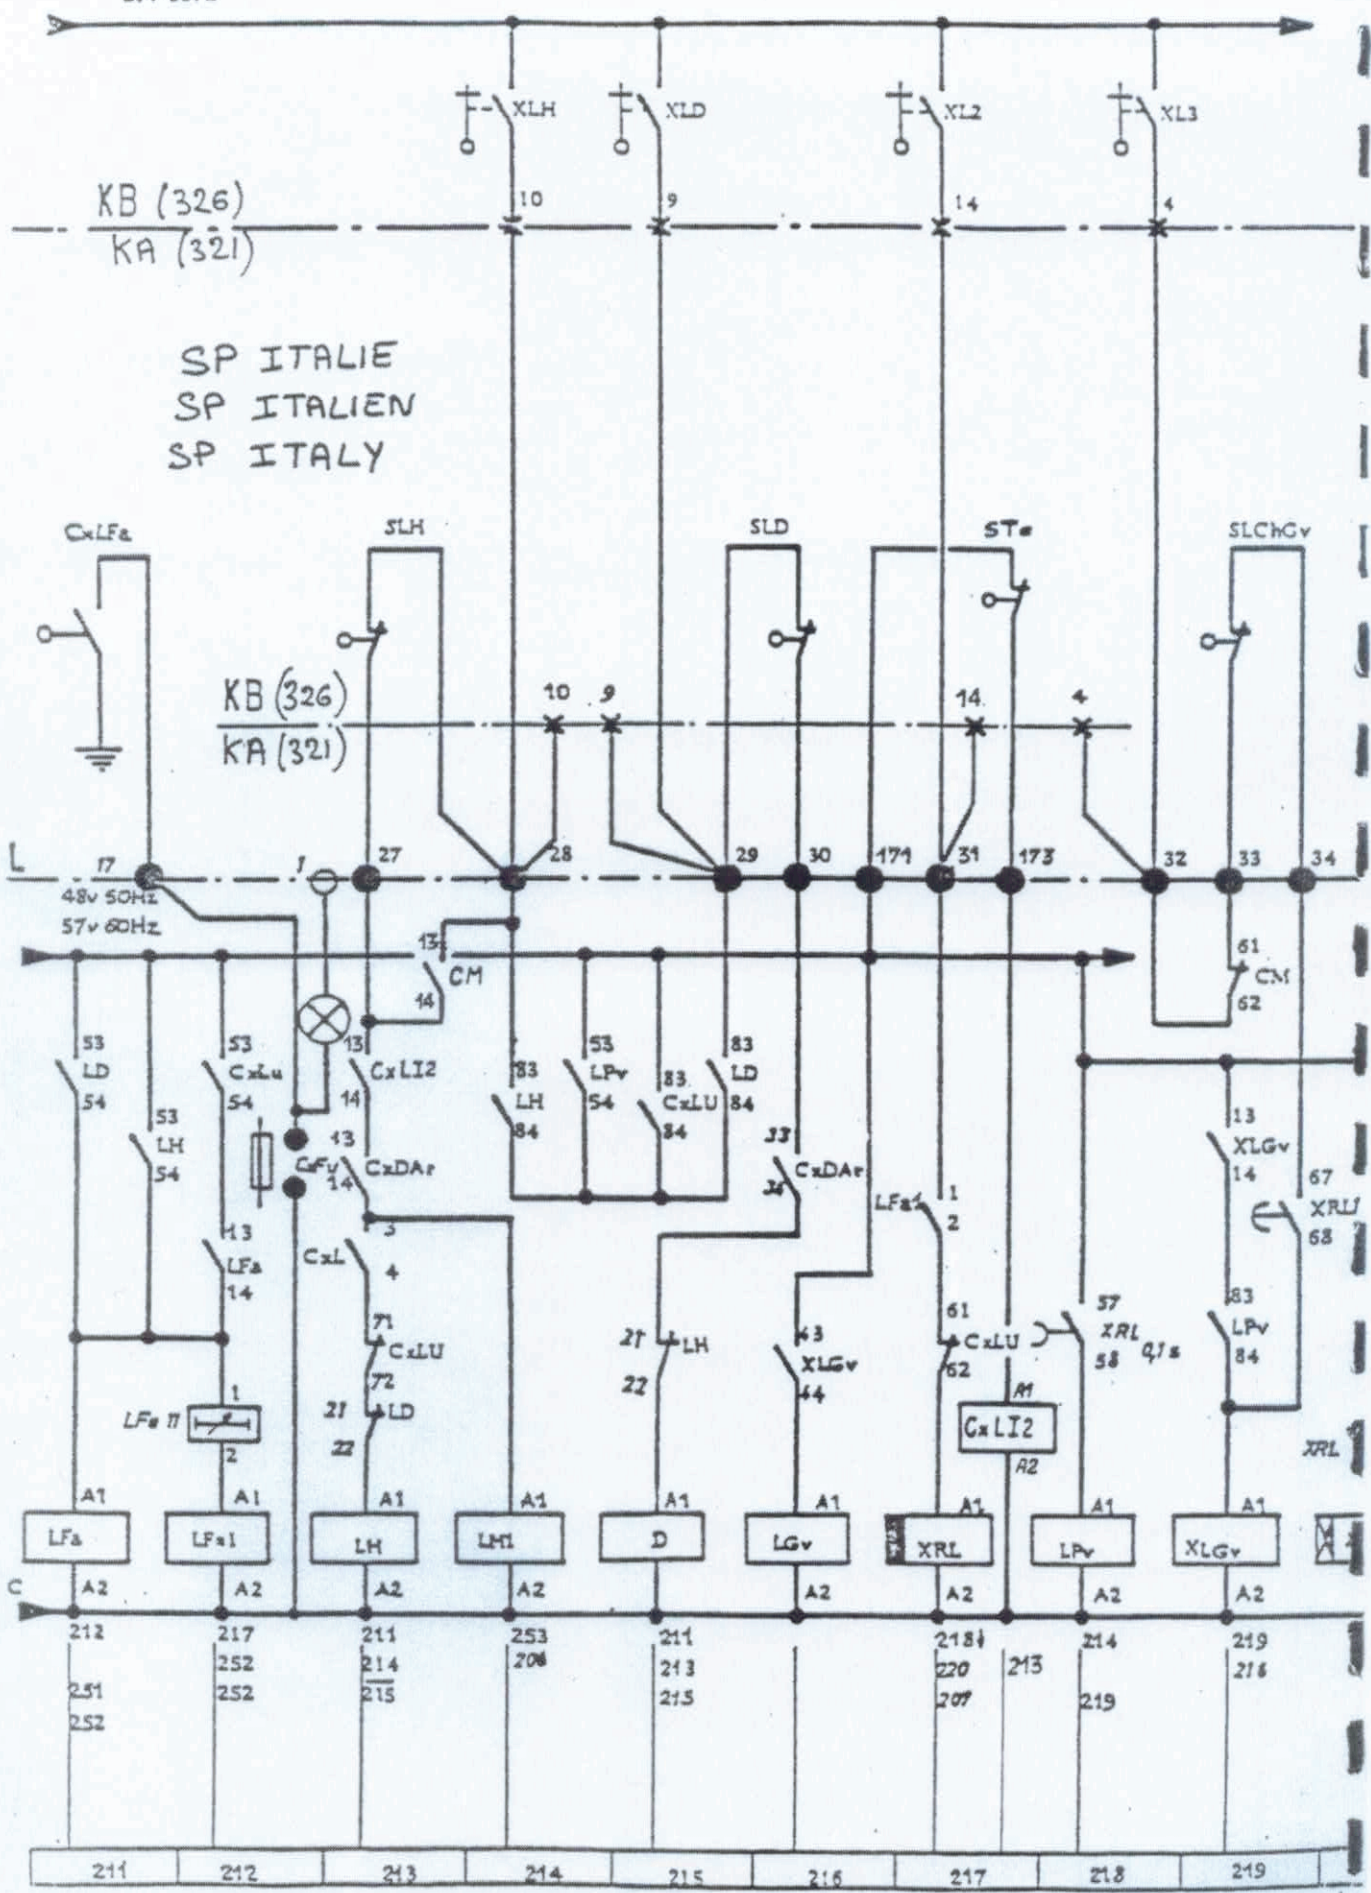 XLH
XLD
XL2
XL3
KB (326)
10
9
14
4
KA (321)
SP ITALIE
SP ITALIEN
SP ITALY
CxLFa
SLH
SLD
STe
SLChGv
KB (326)
10
9
14
4
KA (321)
L
17
1
27
28
29
30
171
31
173
32
33
34
48v 50Hz
57v 60Hz
13
CM
14
61
CM
62
53
LD
54
53
CxLu
54
13
CxLI2
14
83
LH
84
53
LPv
54
83
CxLU
84
83
LD
84
53
LH
54
13
CxDAr
14
33
CxDAr
34
LFa1
1
2
13
XLGv
14
67
XRL1
68
13
LFa
14
3
CxL
4
71
CxLU
72
21
LH
22
43
XLGv
44
61
CxLU
62
57
XRL
58 0,1s
83
LPv
84
1
LFa 11
2
21
LD
22
A1
CxLI2
A2
XRL
A1
A1
A1
A1
A1
A1
A1
A1
A1
LFa
LFa1
LH
LM1
D
LGv
XRL
LPv
XLGv
C
A2
A2
A2
A2
A2
A2
A2
A2
A2
212
217
211
253
211
218
214
219
252
214
206
213
220
213
218
251
252
215
215
207
219
252
211
212
213
214
215
216
217
218
219